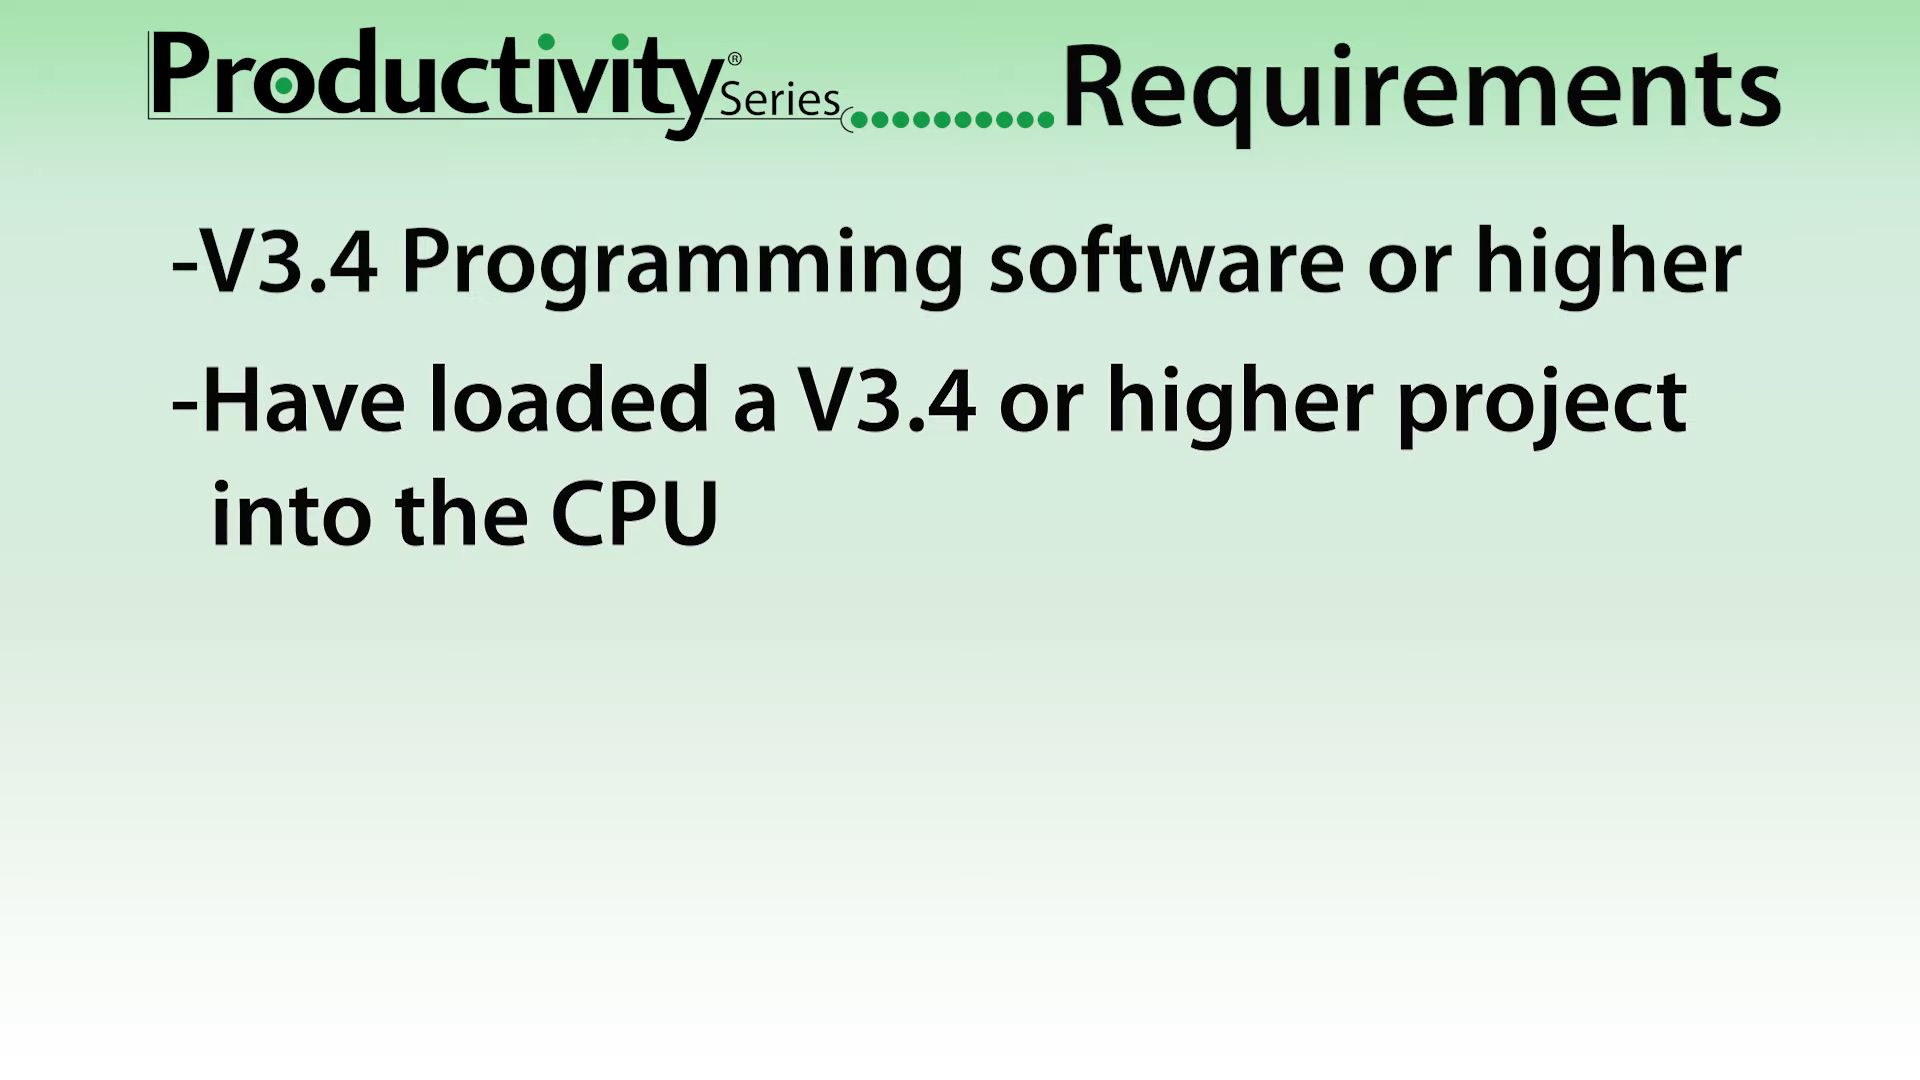 Productivity® Series Requirements
-V3.4 Programming software or higher
-Have loaded a V3.4 or higher project
into the CPU